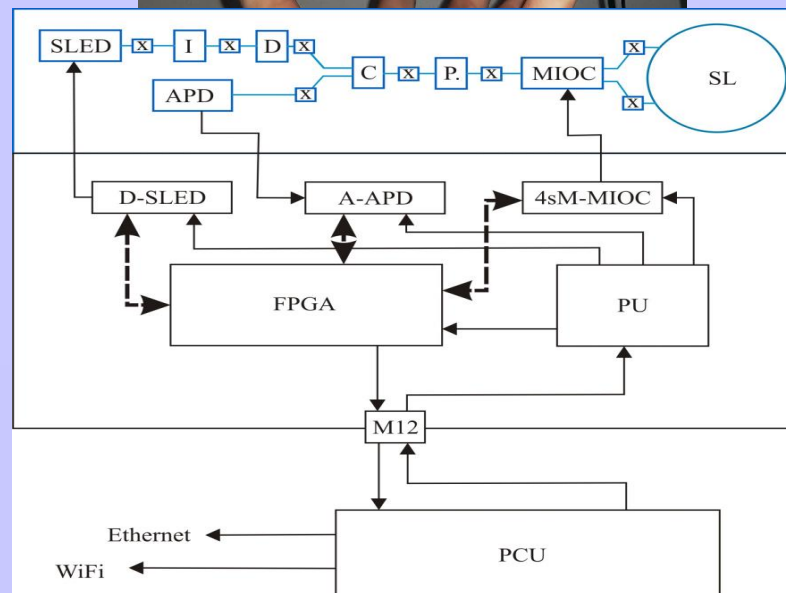 SLED X I X D X
C X P. X MIOC X SL
APD X X
D-SLED A-APD 4sM-MIOC
FPGA PU
M12
PCU
Ethernet
WiFi